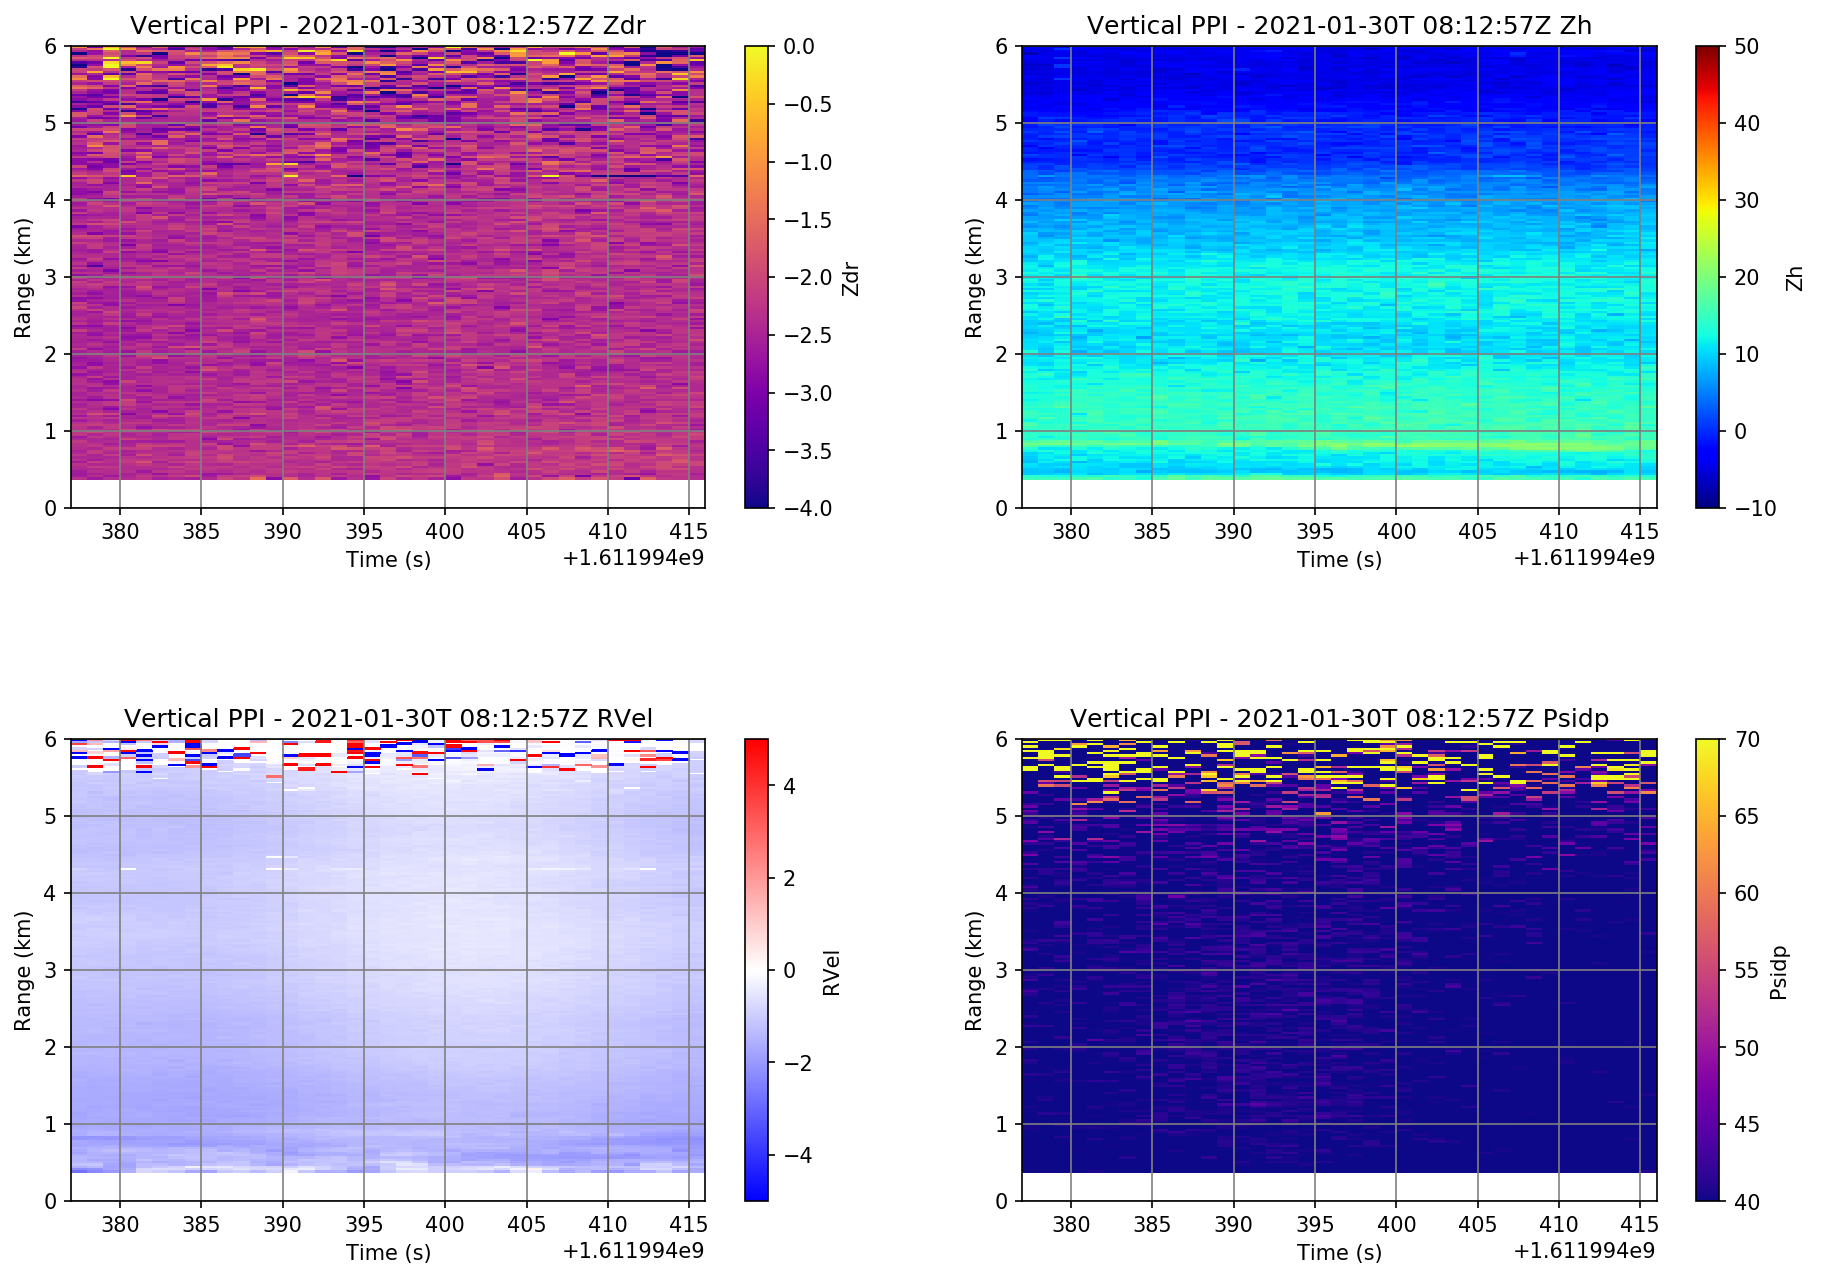 Vertical PPI - 2021-01-30T 08:12:57Z Zdr
6
5
4
3
2
1
0
Range (km)
380 385 390 395 400 405 410 415
Time (s)
+1.611994e9
0.0
−0.5
−1.0
−1.5
−2.0
−2.5
−3.0
−3.5
−4.0
Zdr
Vertical PPI - 2021-01-30T 08:12:57Z Zh
6
5
4
3
2
1
0
Range (km)
380 385 390 395 400 405 410 415
Time (s)
+1.611994e9
50
40
30
20
10
0
−10
Zh
Vertical PPI - 2021-01-30T 08:12:57Z RVel
6
5
4
3
2
1
0
Range (km)
380 385 390 395 400 405 410 415
Time (s)
+1.611994e9
4
2
0
−2
−4
RVel
Vertical PPI - 2021-01-30T 08:12:57Z Psidp
6
5
4
3
2
1
0
Range (km)
380 385 390 395 400 405 410 415
Time (s)
+1.611994e9
70
65
60
55
50
45
40
Psidp